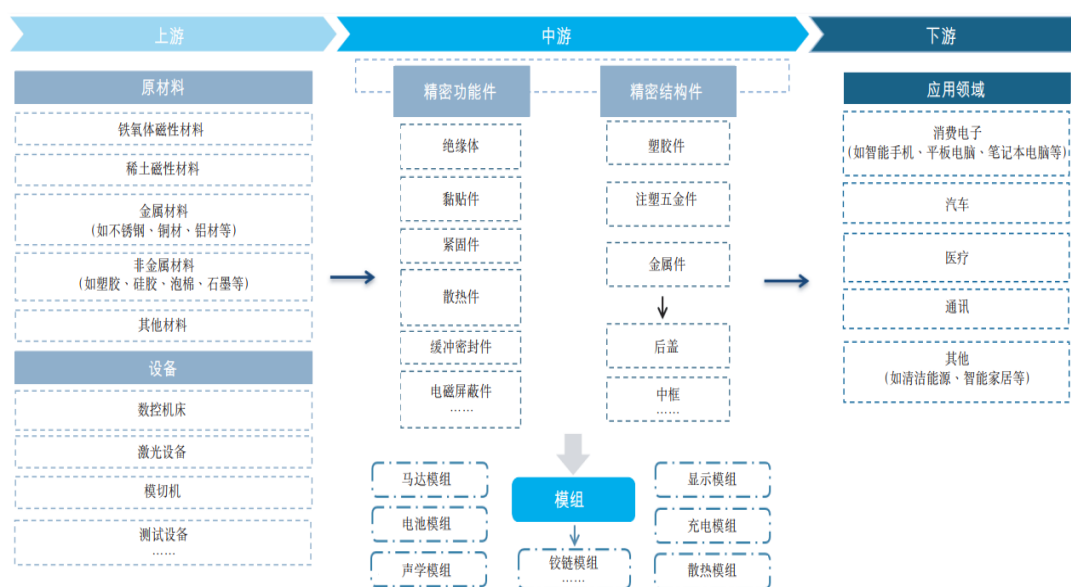 上游
中游
下游
原材料
铁氧体磁性材料
稀土磁性材料
金属材料
(如不锈钢、铜材、铝材等)
非金属材料
(如塑胶、硅胶、泡棉、石墨等)
其他材料
设备
数控机床
激光设备
模切机
测试设备
……
精密功能件
绝缘体
黏贴件
紧固件
散热件
缓冲密封件
电磁屏蔽件
……
精密结构件
塑胶件
注塑五金件
金属件
后盖
中框
……
马达模组
电池模组
声学模组
模组
铰链模组
……
显示模组
充电模组
散热模组
应用领域
消费电子
(如智能手机、平板电脑、笔记本电脑等)
汽车
医疗
通讯
其他
(如清洁能源、智能家居等)